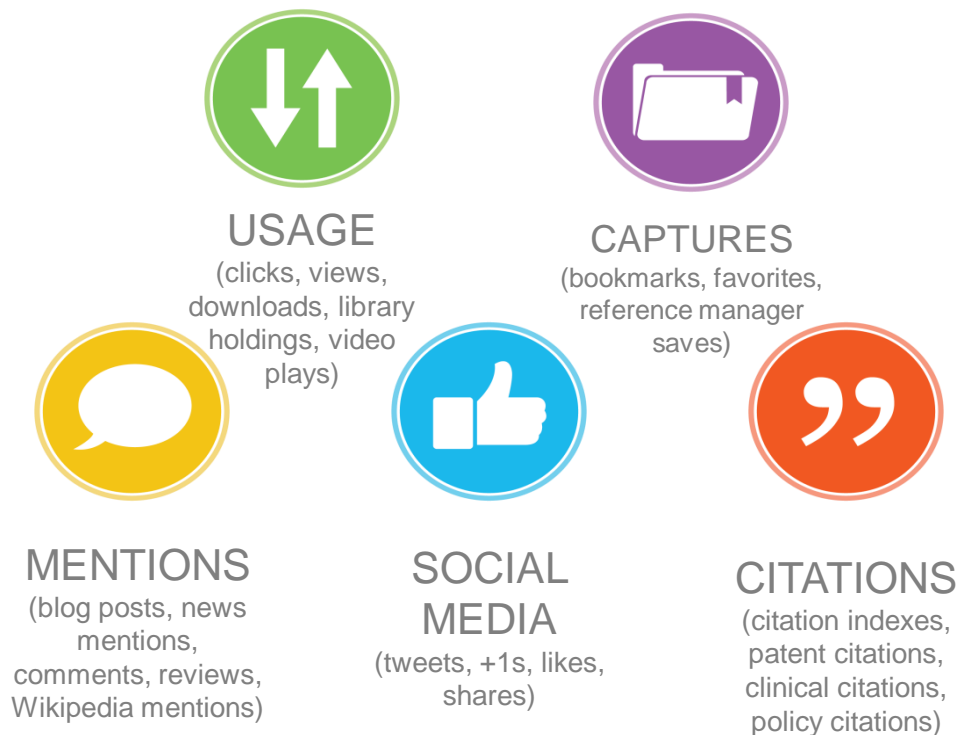 USAGE
(clicks, views,
downloads, library
holdings, video
plays)
CAPTURES
(bookmarks, favorites,
reference manager
saves)
MENTIONS
(blog posts, news
mentions,
comments, reviews,
Wikipedia mentions)
SOCIAL
MEDIA
(tweets, +1s, likes,
shares)
CITATIONS
(citation indexes,
patent citations,
clinical citations,
policy citations)